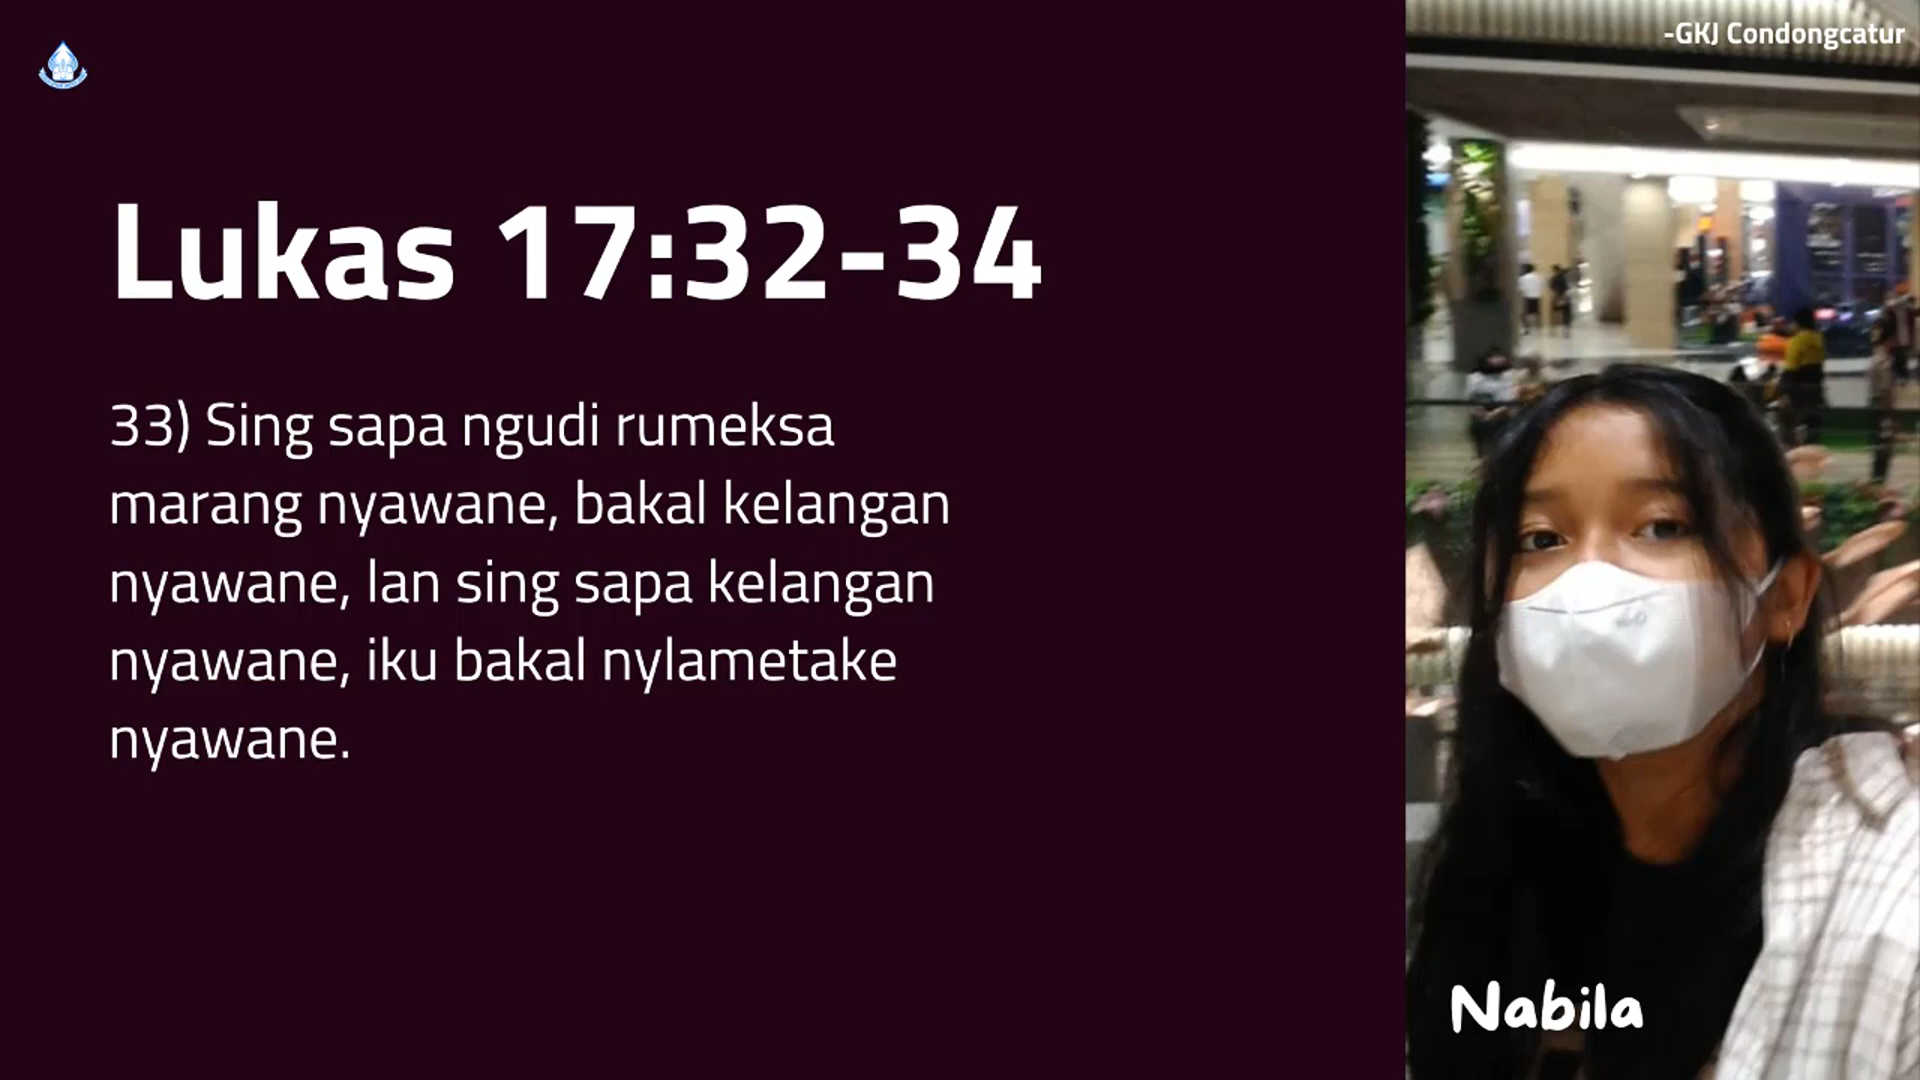 -GKJ Condongcatur
Lukas 17:32-34
33) Sing sapa ngudi rumeksa
marang nyawane, bakal kelangan
nyawane, lan sing sapa kelangan
nyawane, iku bakal nylametake
nyawane.
Nabila